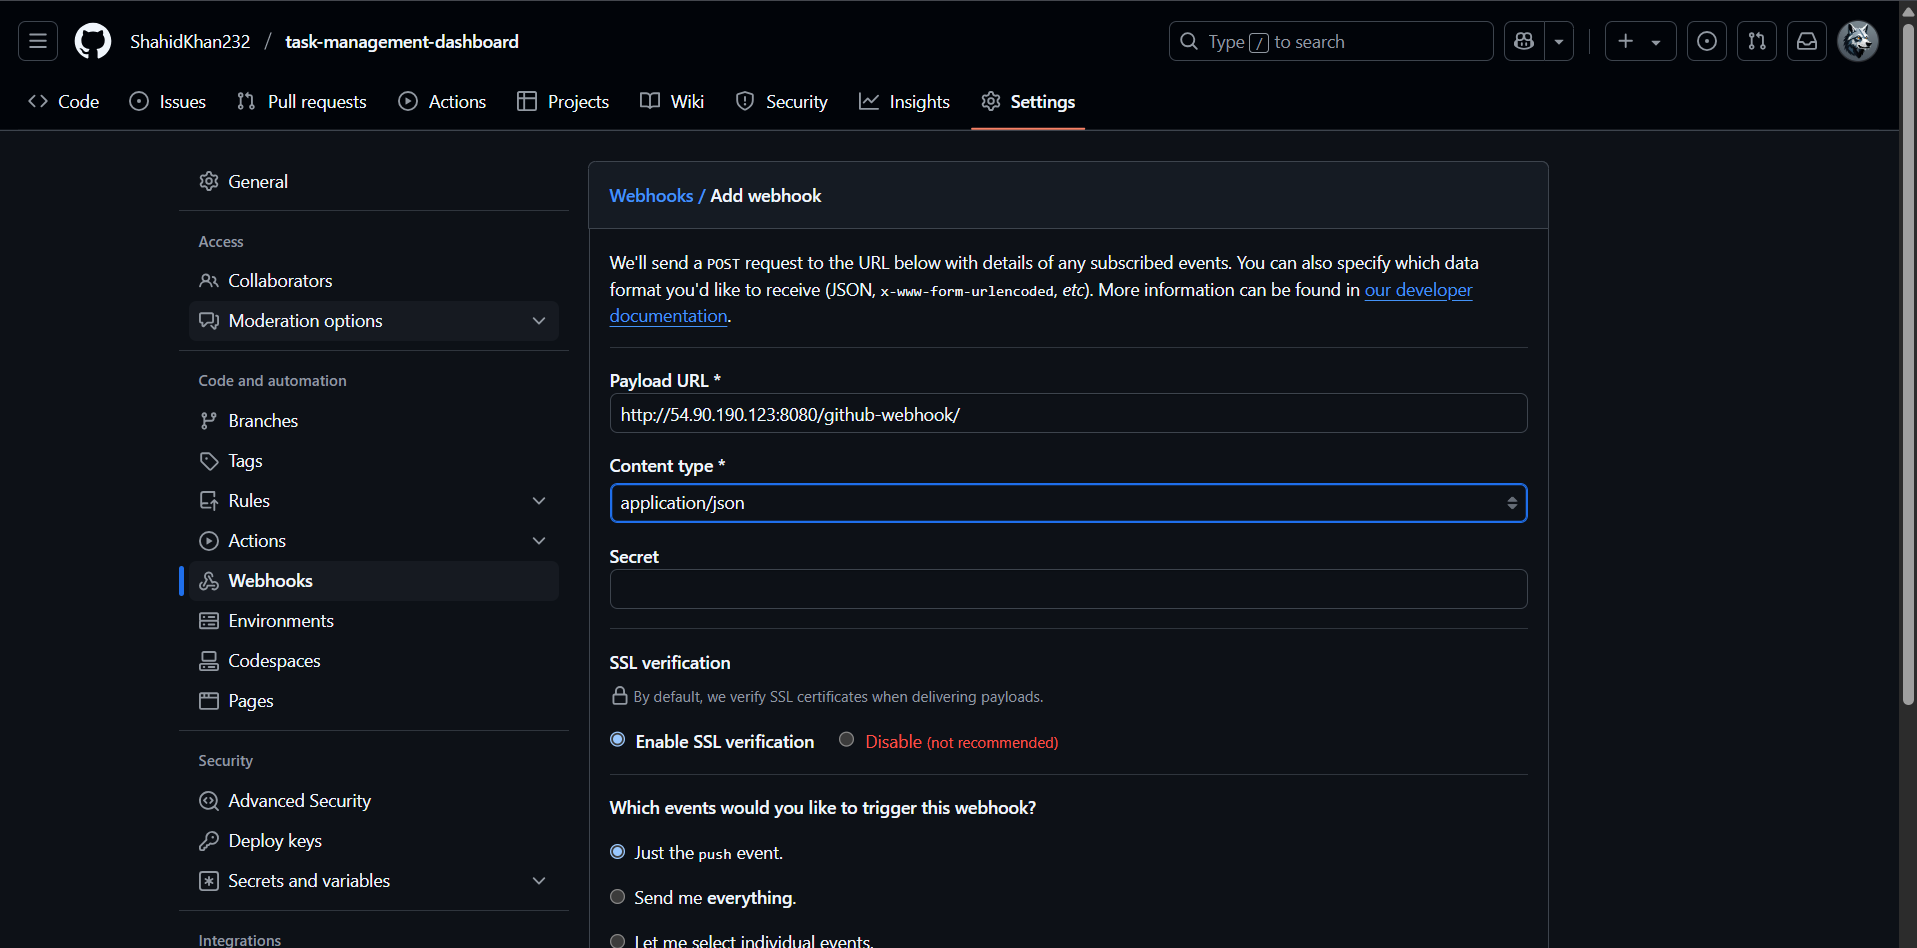 ShahidKhan232 / task-management-dashboard
Type / to search
Code
Issues
Pull requests
Actions
Projects
Wiki
Security
Insights
Settings
General
Access
Collaborators
Moderation options
Code and automation
Branches
Tags
Rules
Actions
Webhooks
Environments
Codespaces
Pages
Security
Advanced Security
Deploy keys
Secrets and variables
Integrations
Webhooks / Add webhook
We'll send a POST request to the URL below with details of any subscribed events. You can also specify which data
format you'd like to receive (JSON, x-www-form-urlencoded, etc). More information can be found in our developer
documentation.
Payload URL *
http://54.90.190.123:8080/github-webhook/
Content type *
application/json
Secret
SSL verification
By default, we verify SSL certificates when delivering payloads.
Enable SSL verification
Disable (not recommended)
Which events would you like to trigger this webhook?
Just the push event.
Send me everything.
Let me select individual events.